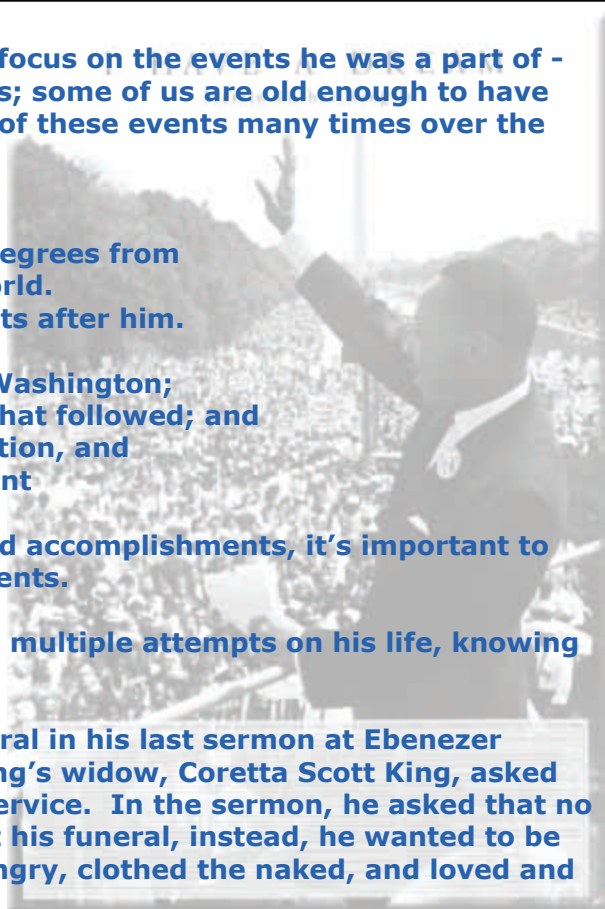 I HAVE A DREAM
focus on the events he was a part of -
s; some of us are old enough to have
of these events many times over the
egrees from
rld.
ts after him.
Washington;
hat followed; and
tion, and
nt
d accomplishments, it’s important to
ents.
multiple attempts on his life, knowing
ral in his last sermon at Ebenezer
ng’s widow, Coretta Scott King, asked
ervice.  In the sermon, he asked that no
t his funeral, instead, he wanted to be
ngry, clothed the naked, and loved and